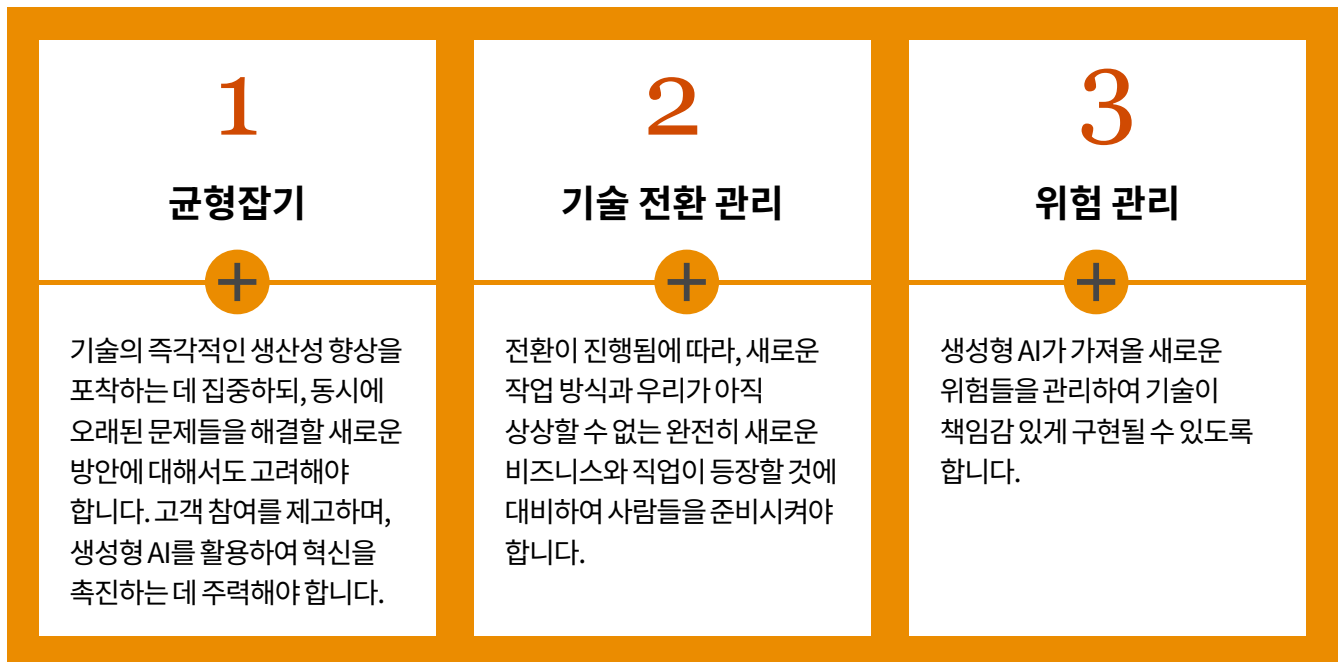 1
균형잡기
기술의 즉각적인 생산성 향상을
포착하는 데 집중하되, 동시에
오래된 문제들을 해결할 새로운
방안에 대해서도 고려해야
합니다. 고객 참여를 제고하며,
생성형 AI를 활용하여 혁신을
촉진하는 데 주력해야 합니다.
2
기술 전환 관리
전환이 진행됨에 따라, 새로운
작업 방식과 우리가 아직
상상할 수 없는 완전히 새로운
비즈니스와 직업이 등장할 것에
대비하여 사람들을 준비시켜야
합니다.
3
위험 관리
생성형 AI가 가져올 새로운
위험들을 관리하여 기술이
책임감 있게 구현될 수 있도록
합니다.